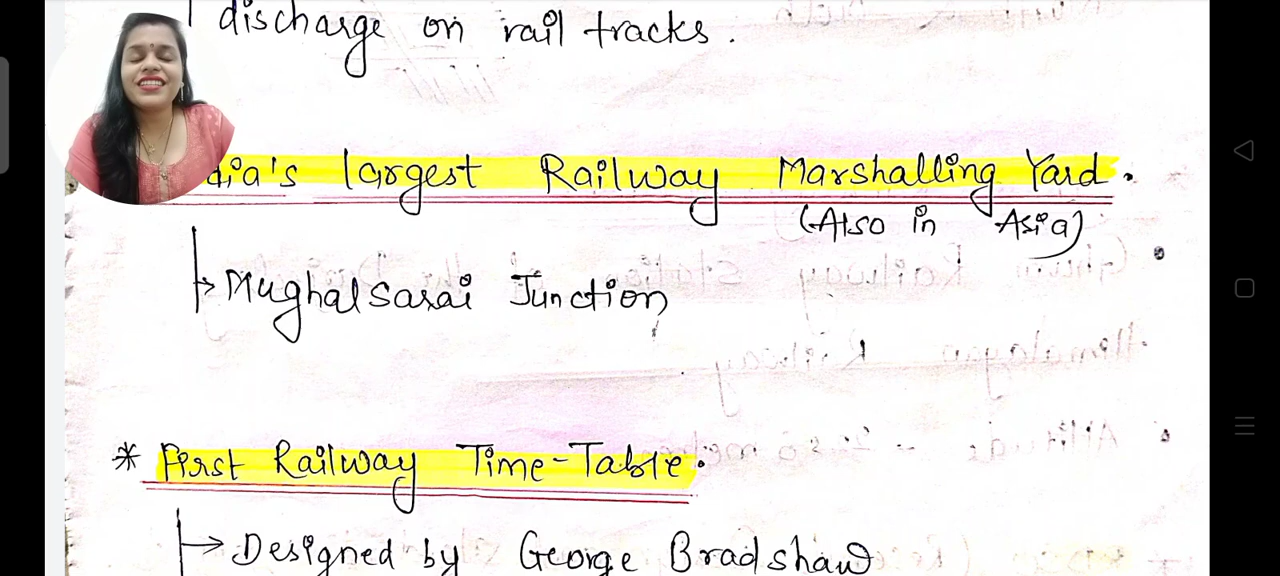 discharge on rail tracks.
dia's largest Railway Marshalling Yard.
(Also in Asia)
Mughalsarai Junction
* First Railway Time-Table.
→ Designed by George Bradshaw